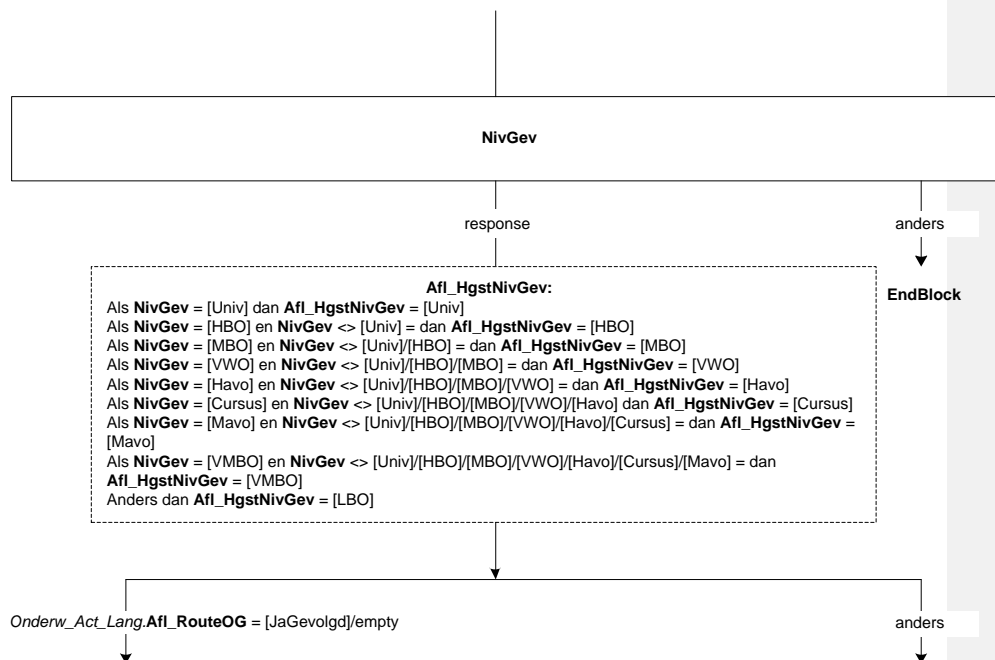 NivGev
response
anders
Afl_HgstNivGev:
EndBlock
Als NivGev = [Univ] dan Afl_HgstNivGev = [Univ]
Als NivGev = [HBO] en NivGev <> [Univ] = dan Afl_HgstNivGev = [HBO]
Als NivGev = [MBO] en NivGev <> [Univ]/[HBO] = dan Afl_HgstNivGev = [MBO]
Als NivGev = [VWO] en NivGev <> [Univ]/[HBO]/[MBO] = dan Afl_HgstNivGev = [VWO]
Als NivGev = [Havo] en NivGev <> [Univ]/[HBO]/[MBO]/[VWO] = dan Afl_HgstNivGev = [Havo]
Als NivGev = [Cursus] en NivGev <> [Univ]/[HBO]/[MBO]/[VWO]/[Havo] dan Afl_HgstNivGev = [Cursus]
Als NivGev = [Mavo] en NivGev <> [Univ]/[HBO]/[MBO]/[VWO]/[Havo]/[Cursus] = dan Afl_HgstNivGev =
[Mavo]
Als NivGev = [VMBO] en NivGev <> [Univ]/[HBO]/[MBO]/[VWO]/[Havo]/[Cursus]/[Mavo] = dan
Afl_HgstNivGev = [VMBO]
Anders dan Afl_HgstNivGev = [LBO]
Onderw_Act_Lang.Afl_RouteOG = [JaGevolgd]/empty
anders